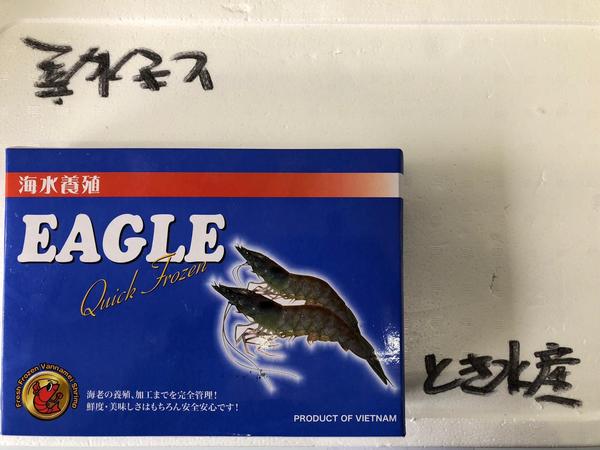 とき水産
海水養殖
EAGLE
Quick Frozen
Fresh Frozen Vannamei Shrimp
海老の養殖、加工までを完全管理!
鮮度・美味しさはもちろん安全安心です!
PRODUCT OF VIETNAM
とき水産